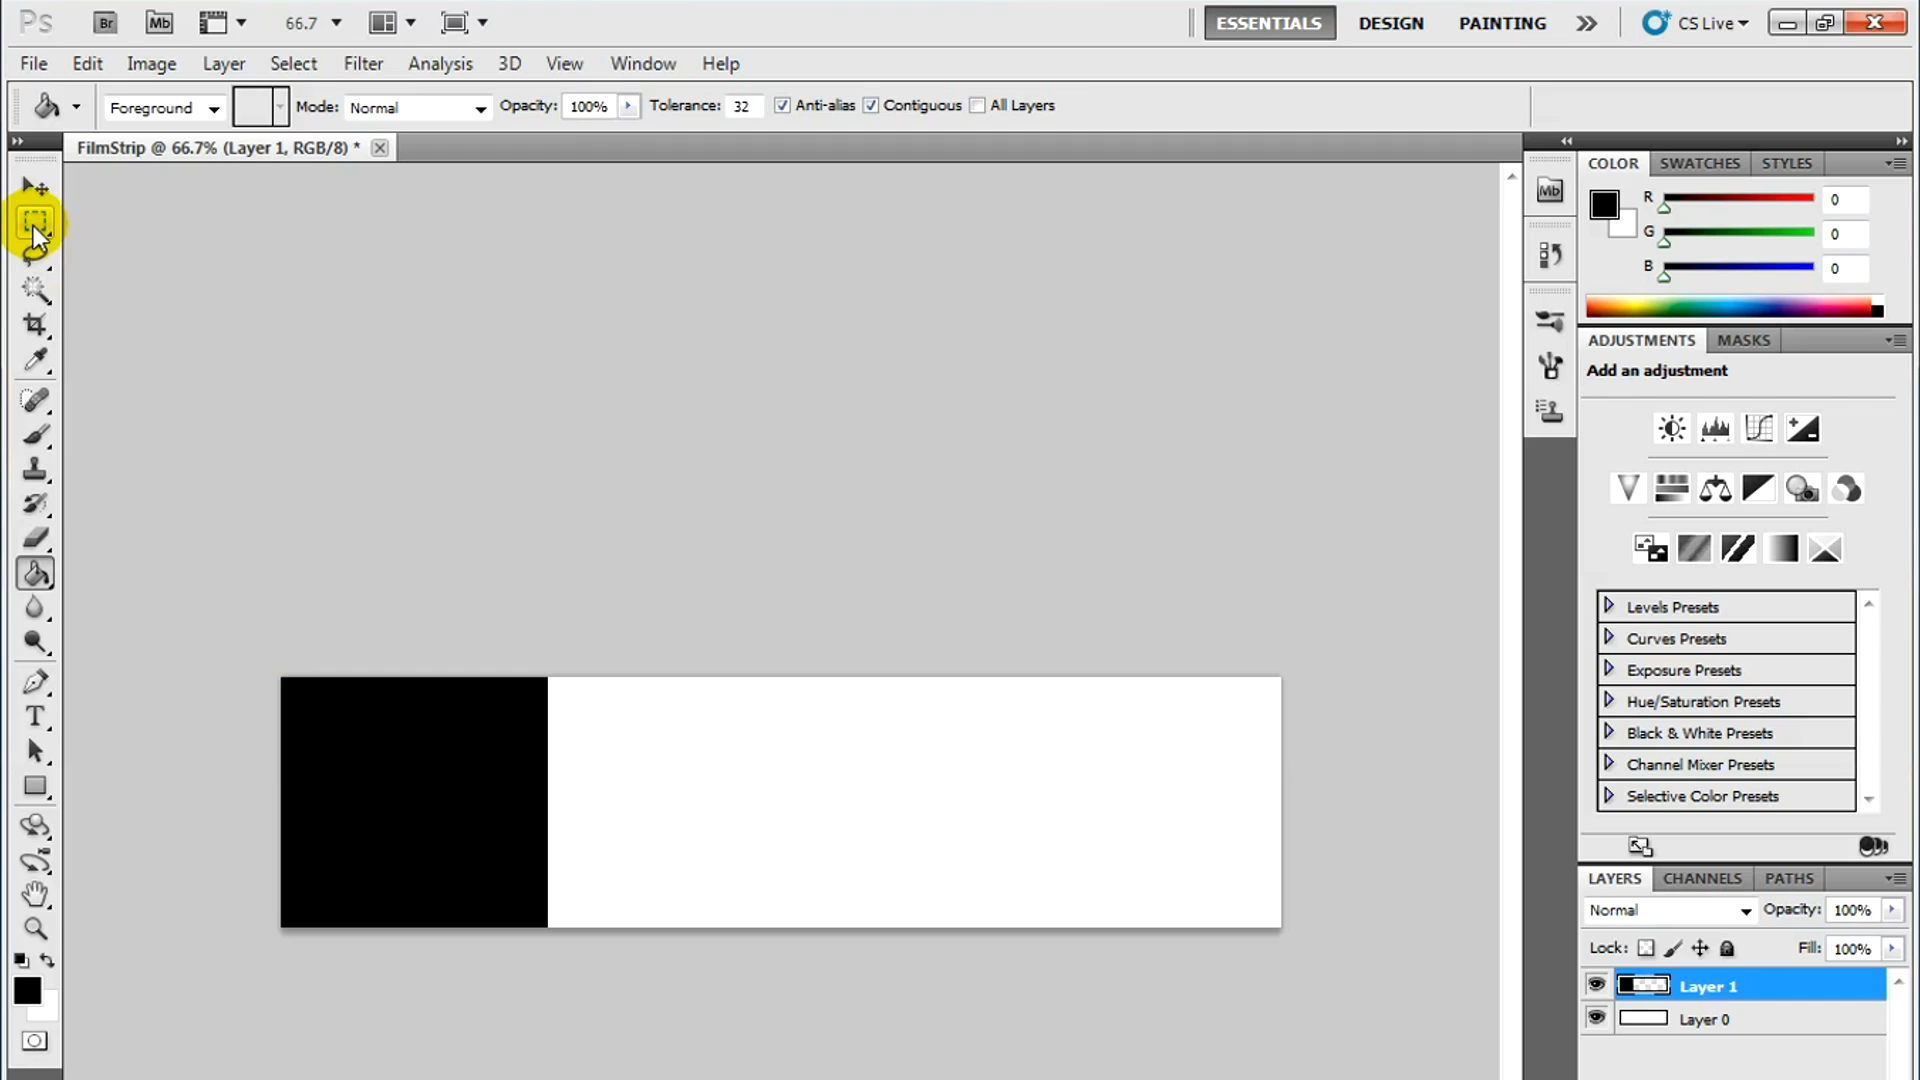 Ps Br Mb 66.7 ESSENTIALS DESIGN PAINTING CS Live
File Edit Image Layer Select Filter Analysis 3D View Window Help
Foreground Mode: Normal Opacity: 100% Tolerance: 32 Anti-alias Contiguous All Layers
FilmStrip @ 66.7% (Layer 1, RGB/8) *
COLOR SWATCHES STYLES
Mb
R 0
G 0
B 0
ADJUSTMENTS MASKS
Add an adjustment
Levels Presets
Curves Presets
Exposure Presets
Hue/Saturation Presets
Black & White Presets
Channel Mixer Presets
Selective Color Presets
T
LAYERS CHANNELS PATHS
Normal Opacity: 100%
Lock: Fill: 100%
Layer 1
Layer 0